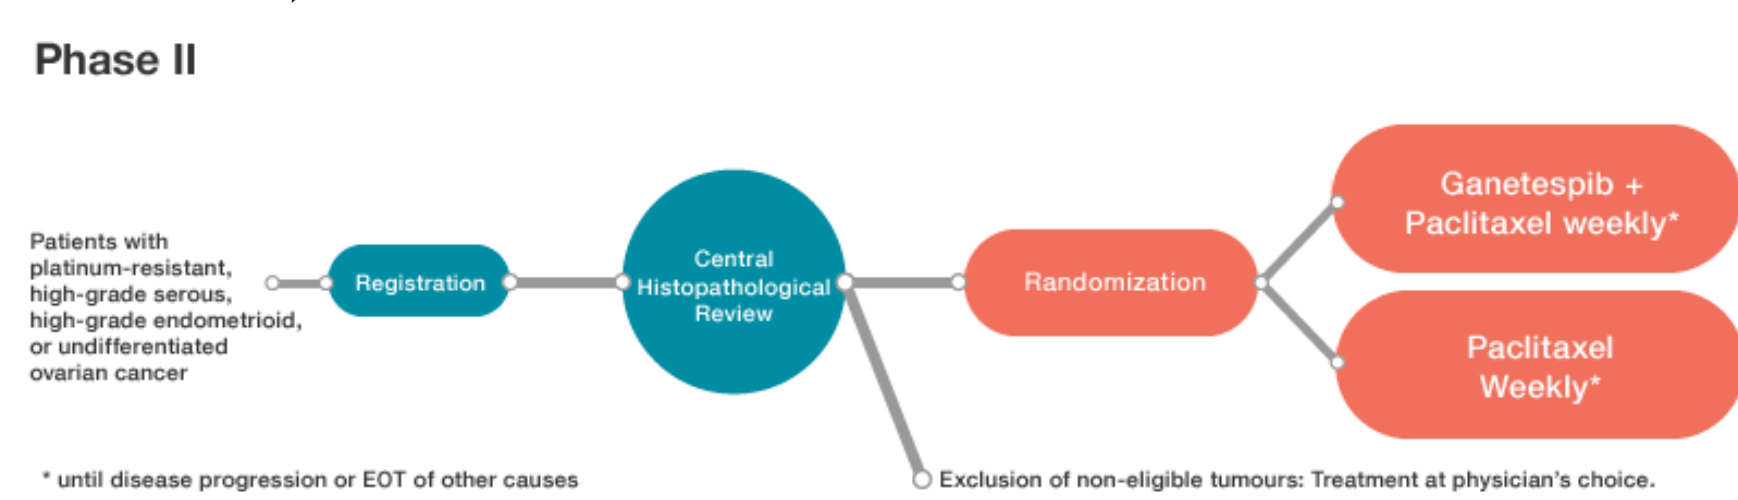 Phase II
Patients with
platinum-resistant,
high-grade serous,
high-grade endometrioid,
or undifferentiated
ovarian cancer
Registration
Central
Histopathological
Review
Randomization
Ganetespib +
Paclitaxel weekly*
Paclitaxel
Weekly*
* until disease progression or EOT of other causes
Exclusion of non-eligible tumours: Treatment at physician's choice.